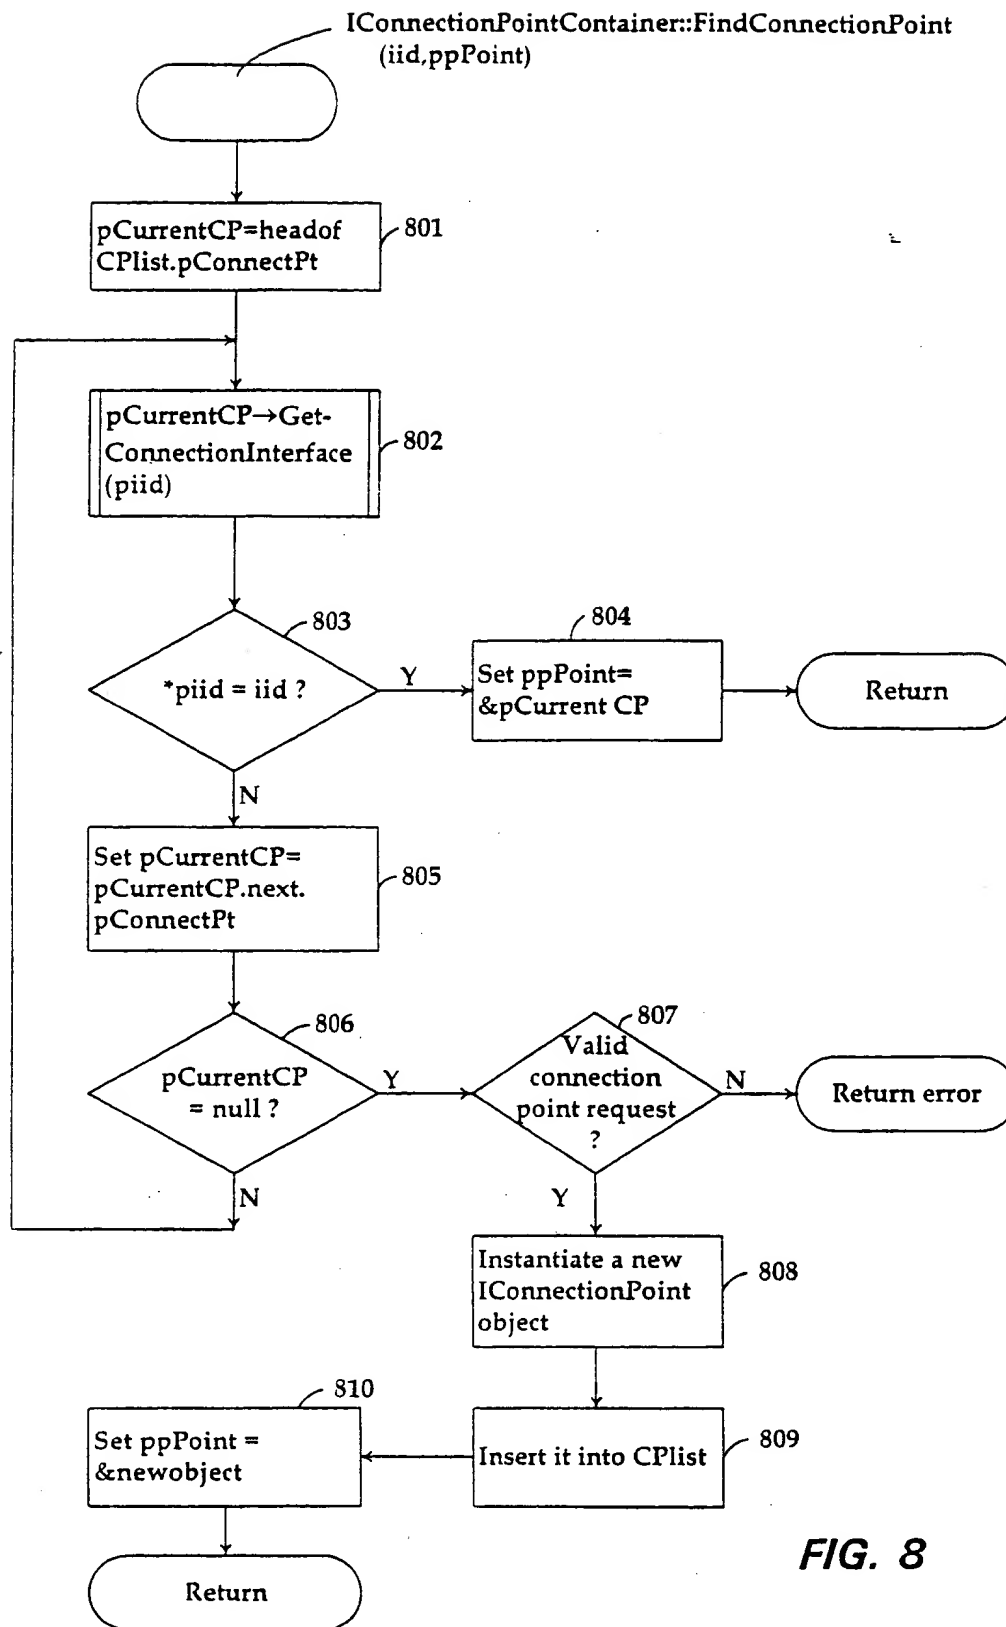 IConnectionPointContainer::FindConnectionPoint
(iid,ppPoint)
pCurrentCP=headof
CPlist.pConnectPt
801
pCurrentCP→Get-
ConnectionInterface
(piid)
802
803
*piid = iid ?
Y
804
Set ppPoint=
&pCurrent CP
Return
N
Set pCurrentCP=
pCurrentCP.next.
pConnectPt
805
806
pCurrentCP
= null ?
Y
807
Valid
connection
point request
?
N
Return error
N
Y
Instantiate a new
IConnectionPoint
object
808
810
Set ppPoint =
&newobject
Insert it into CPlist
809
Return
FIG. 8